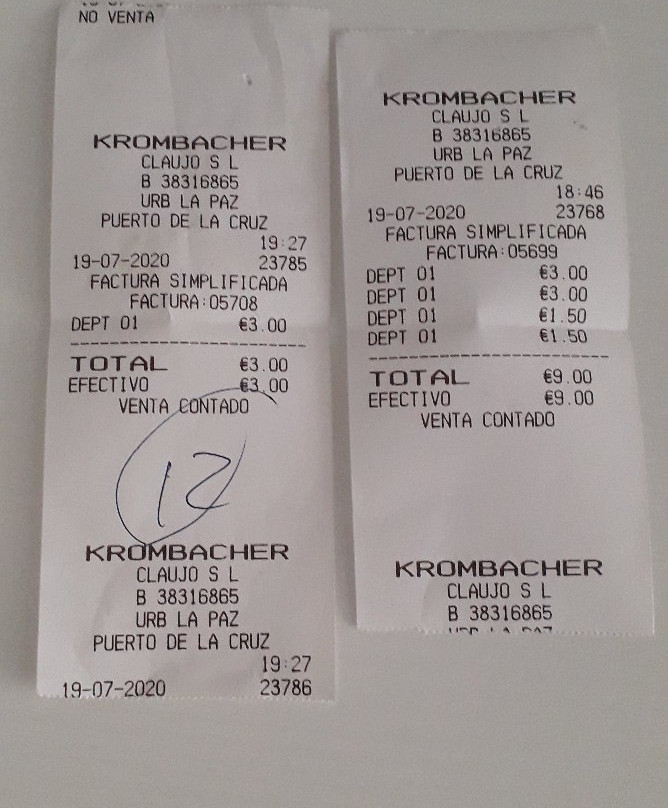 NO VENTA
KROMBACHER
CLAUJO S L
B 38316865
URB LA PAZ
PUERTO DE LA CRUZ
19:27
19-07-2020 23785
FACTURA SIMPLIFICADA
FACTURA:05708
DEPT 01 €3.00
TOTAL €3.00
EFECTIVO €3.00
VENTA CONTADO
12
KROMBACHER
CLAUJO S L
B 38316865
URB LA PAZ
PUERTO DE LA CRUZ
19:27
19-07-2020 23786
KROMBACHER
CLAUJO S L
B 38316865
URB LA PAZ
PUERTO DE LA CRUZ
18:46
19-07-2020 23768
FACTURA SIMPLIFICADA
FACTURA:05699
DEPT 01 €3.00
DEPT 01 €3.00
DEPT 01 €1.50
DEPT 01 €1.50
TOTAL €9.00
EFECTIVO €9.00
VENTA CONTADO
KROMBACHER
CLAUJO S L
B 38316865
URB LA PAZ